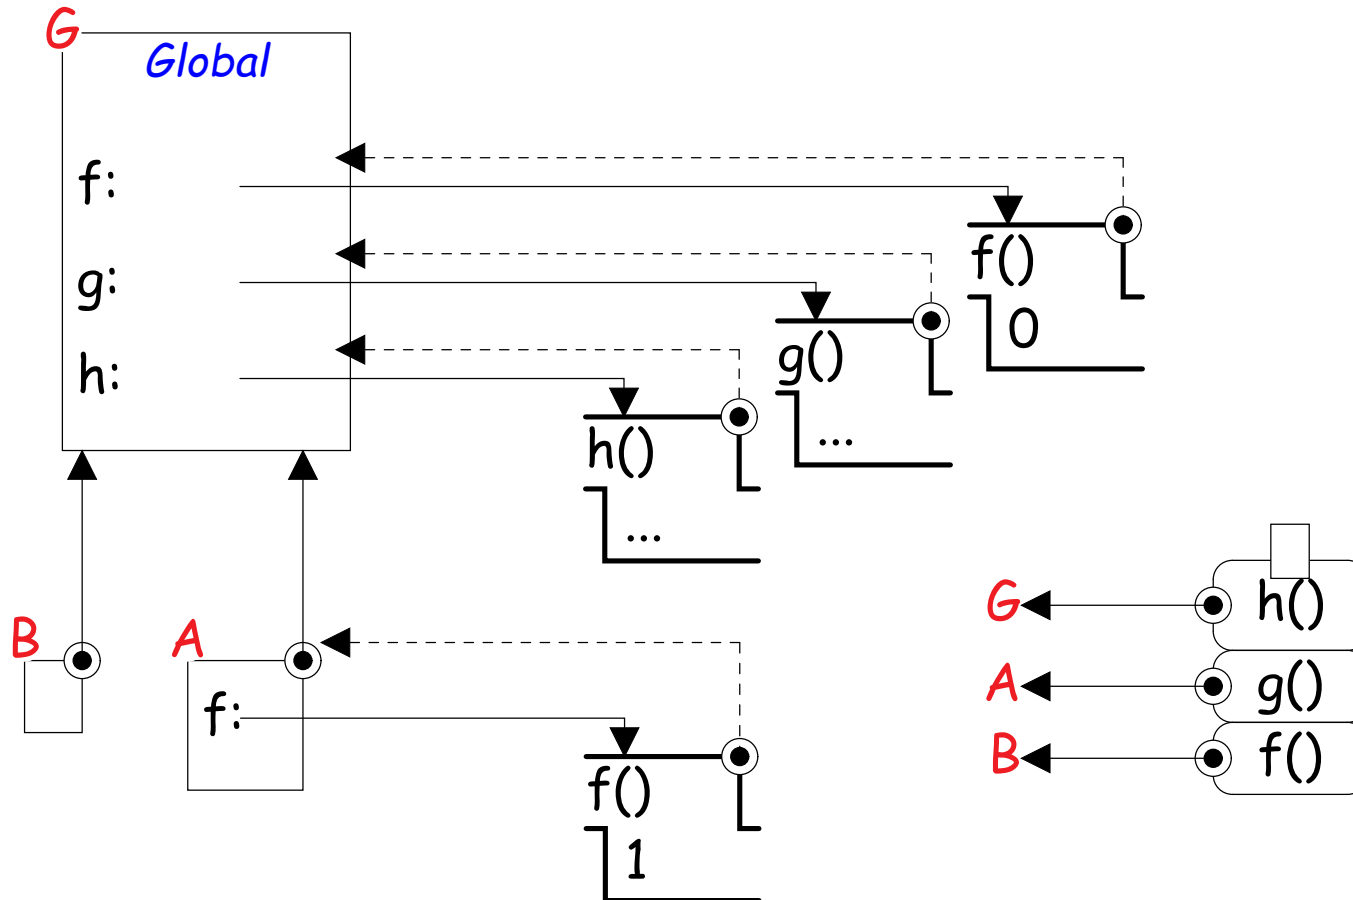 G
Global
f:
g:
h:
f()
0
g()
...
h()
...
B
A
f:
f()
1
G h()
A g()
B f()